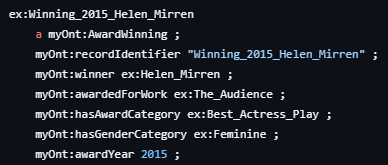 ex:Winning_2015_Helen_Mirren
a myOnt:AwardWinning ;
myOnt:recordIdentifier "Winning_2015_Helen_Mirren" ;
myOnt:winner ex:Helen_Mirren ;
myOnt:awardedForWork ex:The_Audience ;
myOnt:hasAwardCategory ex:Best_Actress_Play ;
myOnt:hasGenderCategory ex:Feminine ;
myOnt:awardYear 2015 ;